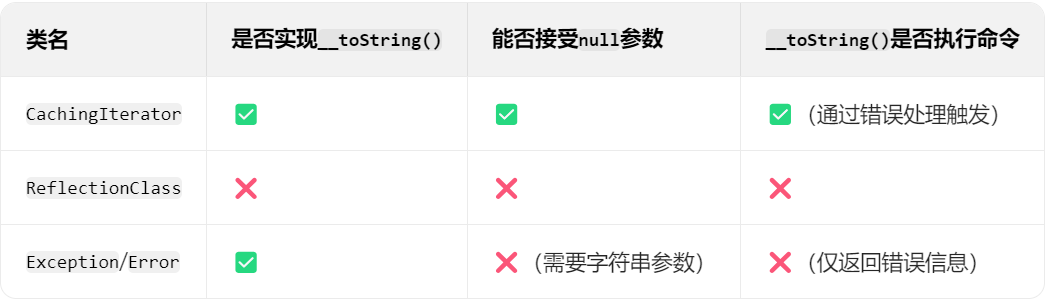 类名 是否实现__toString() 能否接受null参数 __toString()是否执行命令
CachingIterator ✅ ✅ ✅（通过错误处理触发）
ReflectionClass ❌ ❌ ❌
Exception/Error ✅ ❌（需要字符串参数） ❌（仅返回错误信息）